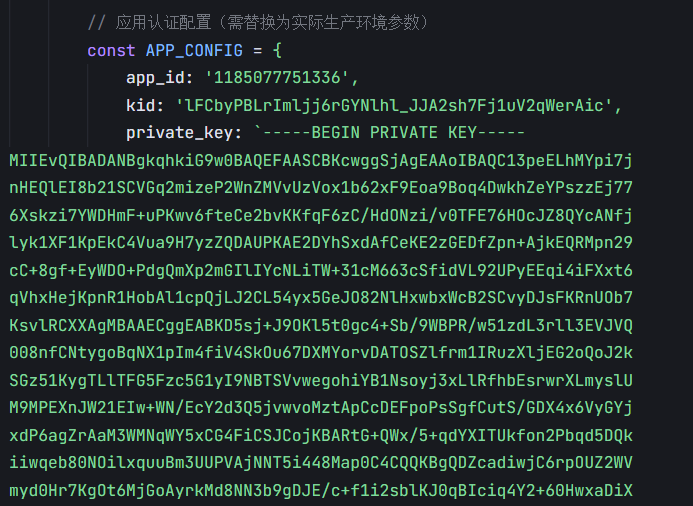 // 应用认证配置（需替换为实际生产环境参数）
const APP_CONFIG = {
app_id: '1185077751336',
kid: 'lFCbyPBLrImljj6rGYNlhl_JJA2sh7Fj1uV2qWerAic',
private_key: `-----BEGIN PRIVATE KEY-----
MIIEvQIBADANBgkqhkiG9w0BAQEFAASCBKcwggSjAgEAAoIBAQC13peELhMYpi7j
nHEQlEI8b21SCVGq2mizeP2WnZMVvUzVox1b62xF9Eoa9Boq4DwkhZeYPszzEj77
6Xskzi7YWDHmF+uPKwv6fteCe2bvKKfqF6zC/HdONzi/v0TFE76HOcJZ8QYcANfj
lyk1XF1KpEkC4Vua9H7yzZQDAUPKAE2DYhSxdAfCeKE2zGEDfZpn+AjkEQRMpn29
cC+8gf+EyWDO+PdgQmXp2mGIlIYcNLiTW+31cM663cSfidVL92UPyEEqi4iFXxt6
qVhxHejKpnR1HobAl1cpQjLJ2CL54yx5GeJO82NlHxwbxWcB2SCvyDJsFKRnUOb7
KsvlRCXXAgMBAAECggEABKD5sj+J9OKl5t0gc4+Sb/9WBPR/w51zdL3rll3EVJVQ
008nfCNtygoBqNX1pIm4fiV4SkOu67DXMYorvDATOSZlfrm1IRuzXljEG2oQoJ2k
SGz51KygTLlTFG5Fzc5G1yI9NBTSVvwegohiYB1Nsoyj3xLlRfhbEsrwrXLmyslU
M9MPEXnJW21EIw+WN/EcY2d3Q5jvwvoMztApCcDEFpoPsSgfCutS/GDX4x6VyGYj
xdP6agZrAaM3WMNqWY5xCG4FiCSJCojKBARtG+QWx/5+qdYXITUkfon2Pbqd5DQk
iiwqeb80NOilxquuBm3UUPVAjNNT5i448Map0C4CQQKBgQDZcadiwjC6rpOUZ2WV
myd0Hr7KgOt6MjGoAyrkMd8NN3b9gDJE/c+f1i2sblKJ0qBIciq4Y2+60HwxaDiX